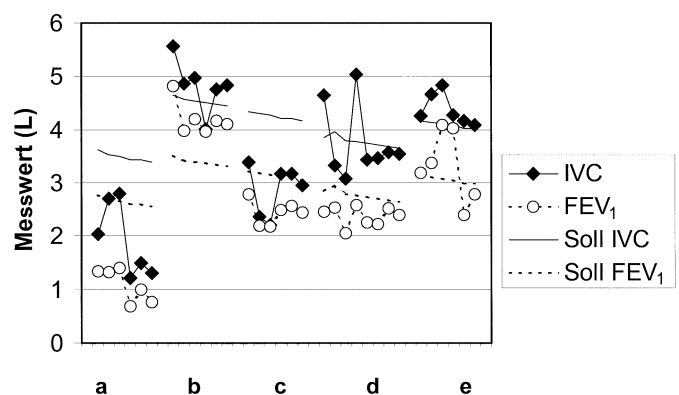 6
5
4
3
2
1
0
Messwert (L)
a b c d e
IVC
FEV₁
Soll IVC
Soll FEV₁